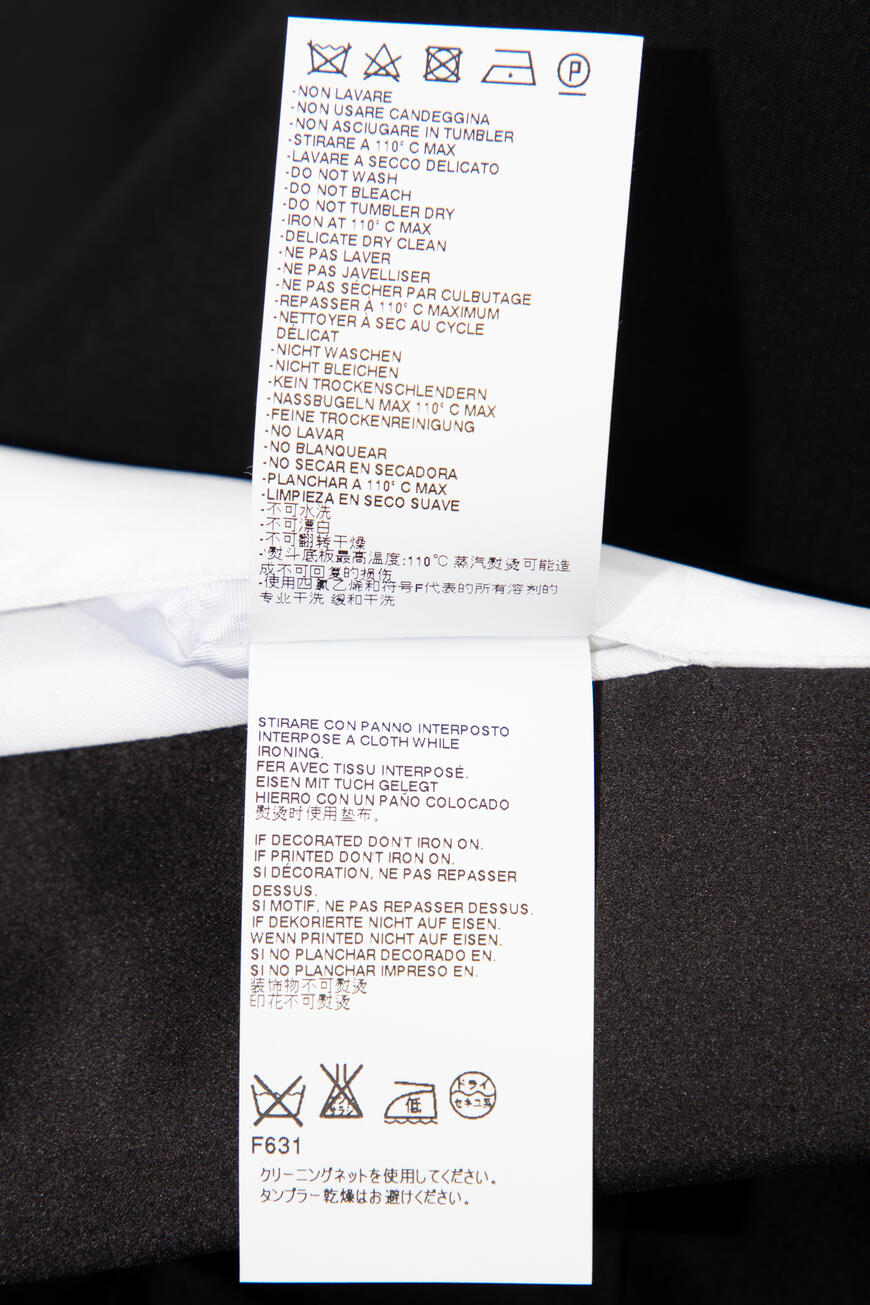 P
-NON LAVARE
-NON USARE CANDEGGINA
-NON ASCIUGARE IN TUMBLER
-STIRARE A 110° C MAX
-LAVARE A SECCO DELICATO
-DO NOT WASH
-DO NOT BLEACH
-DO NOT TUMBLER DRY
-IRON AT 110° C MAX
-DELICATE DRY CLEAN
-NE PAS LAVER
-NE PAS JAVELLISER
-NE PAS SÉCHER PAR CULBUTAGE
-REPASSER À 110° C MAXIMUM
-NETTOYER À SEC AU CYCLE
DÉLICAT
-NICHT WASCHEN
-NICHT BLEICHEN
-KEIN TROCKENSCHLENDERN
-NASSBUGELN MAX 110° C MAX
-FEINE TROCKENREINIGUNG
-NO LAVAR
-NO BLANQUEAR
-NO SECAR EN SECADORA
-PLANCHAR A 110° C MAX
-LIMPIEZA EN SECO SUAVE
-不可水洗
-不可漂白
-不可翻转干燥
-熨斗底板最高温度:110°C 蒸汽熨烫可能造
成不可回复的损伤
-使用四氯乙烯和符号F代表的所有溶剂的
专业干洗 缓和干洗
STIRARE CON PANNO INTERPOSTO
INTERPOSE A CLOTH WHILE
IRONING.
FER AVEC TISSU INTERPOSÉ.
EISEN MIT TUCH GELEGT
HIERRO CON UN PAÑO COLOCADO
熨烫时使用垫布。
IF DECORATED DON'T IRON ON.
IF PRINTED DON'T IRON ON.
SI DÉCORATION, NE PAS REPASSER
DESSUS.
SI MOTIF, NE PAS REPASSER DESSUS.
IF DEKORIERTE NICHT AUF EISEN.
WENN PRINTED NICHT AUF EISEN.
SI NO PLANCHAR DECORADO EN.
SI NO PLANCHAR IMPRESO EN.
装饰物不可熨烫
印花不可熨烫
低
ドライ
セキユ系
F631
クリーニングネットを使用してください。
タンブラー乾燥はお避けください。